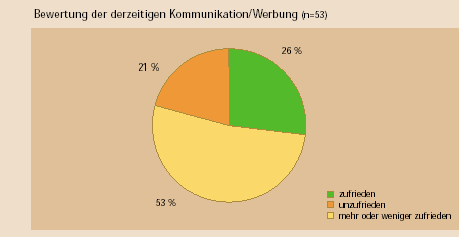 Bewertung der derzeitigen Kommunikation/Werbung (n=53)
26 %
21 %
53 %
zufrieden
unzufrieden
mehr oder weniger zufrieden